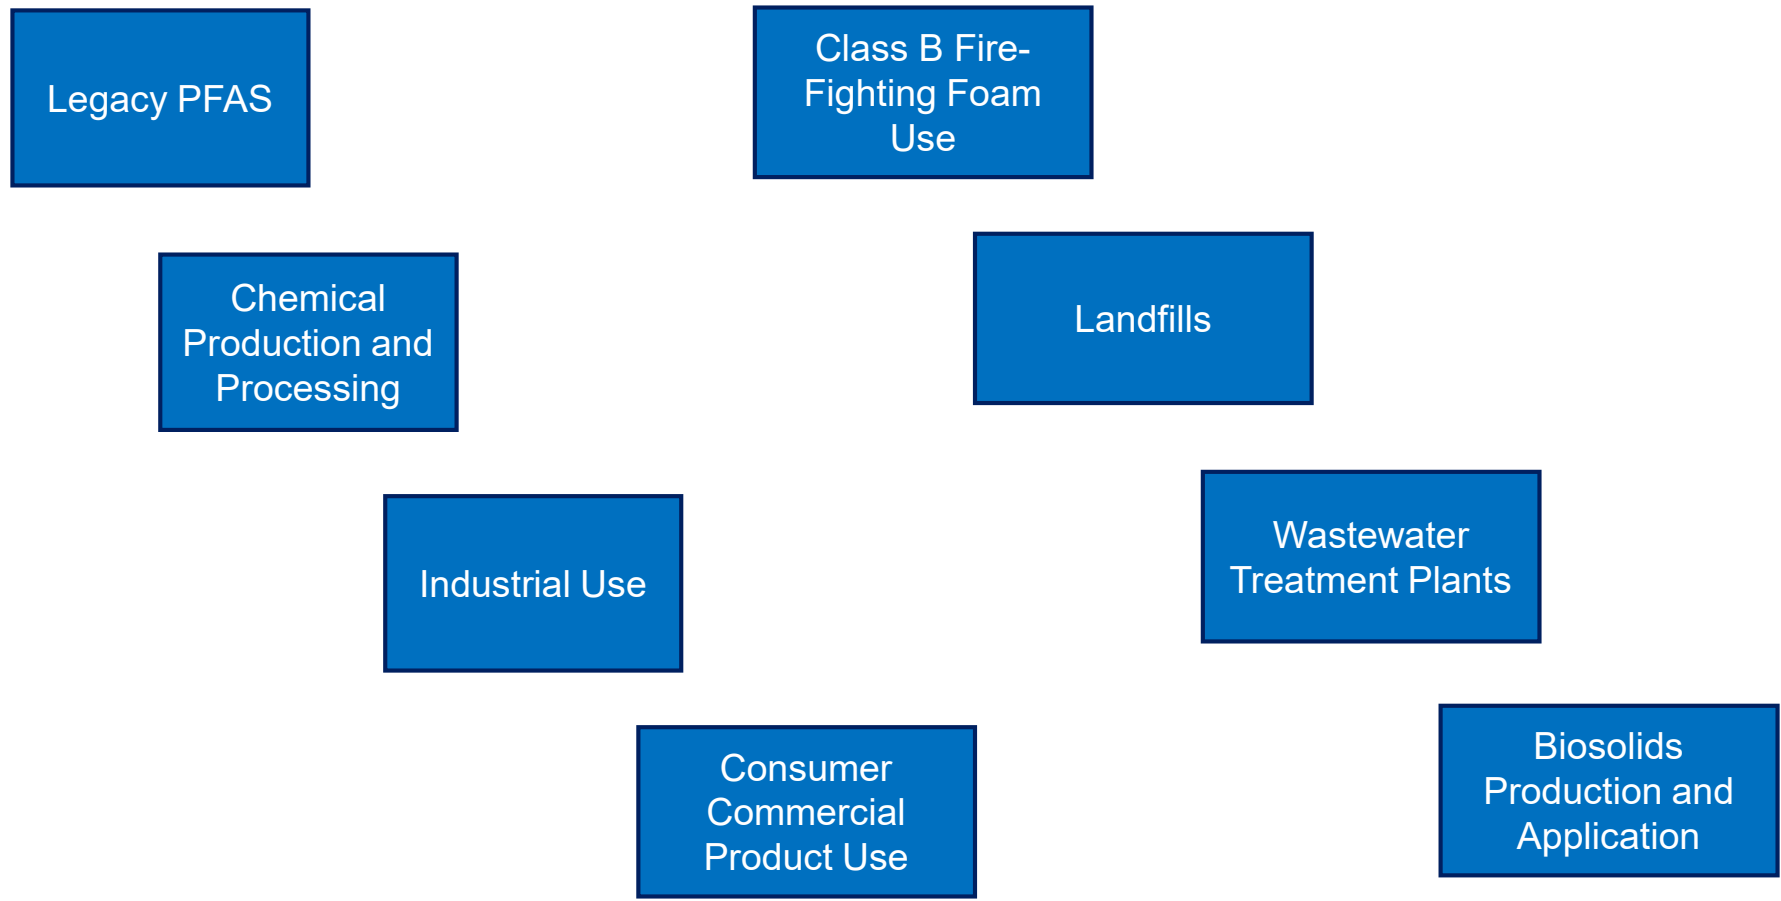 Legacy PFAS
Chemical
Production and
Processing
Industrial Use
Consumer
Commercial
Product Use
Class B Fire-
Fighting Foam
Use
Landfills
Wastewater
Treatment Plants
Biosolids
Production and
Application